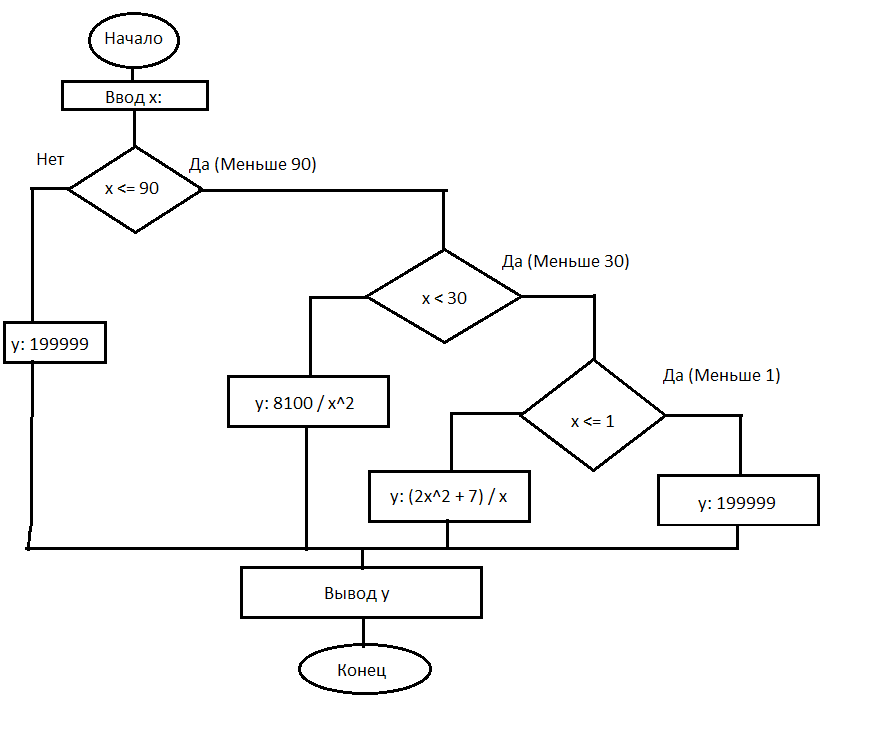 Начало
Ввод x:
Нет
Да (Меньше 90)
x <= 90
Да (Меньше 30)
x < 30
y: 199999
Да (Меньше 1)
y: 8100 / x^2
x <= 1
y: (2x^2 + 7) / x
y: 199999
Вывод y
Конец